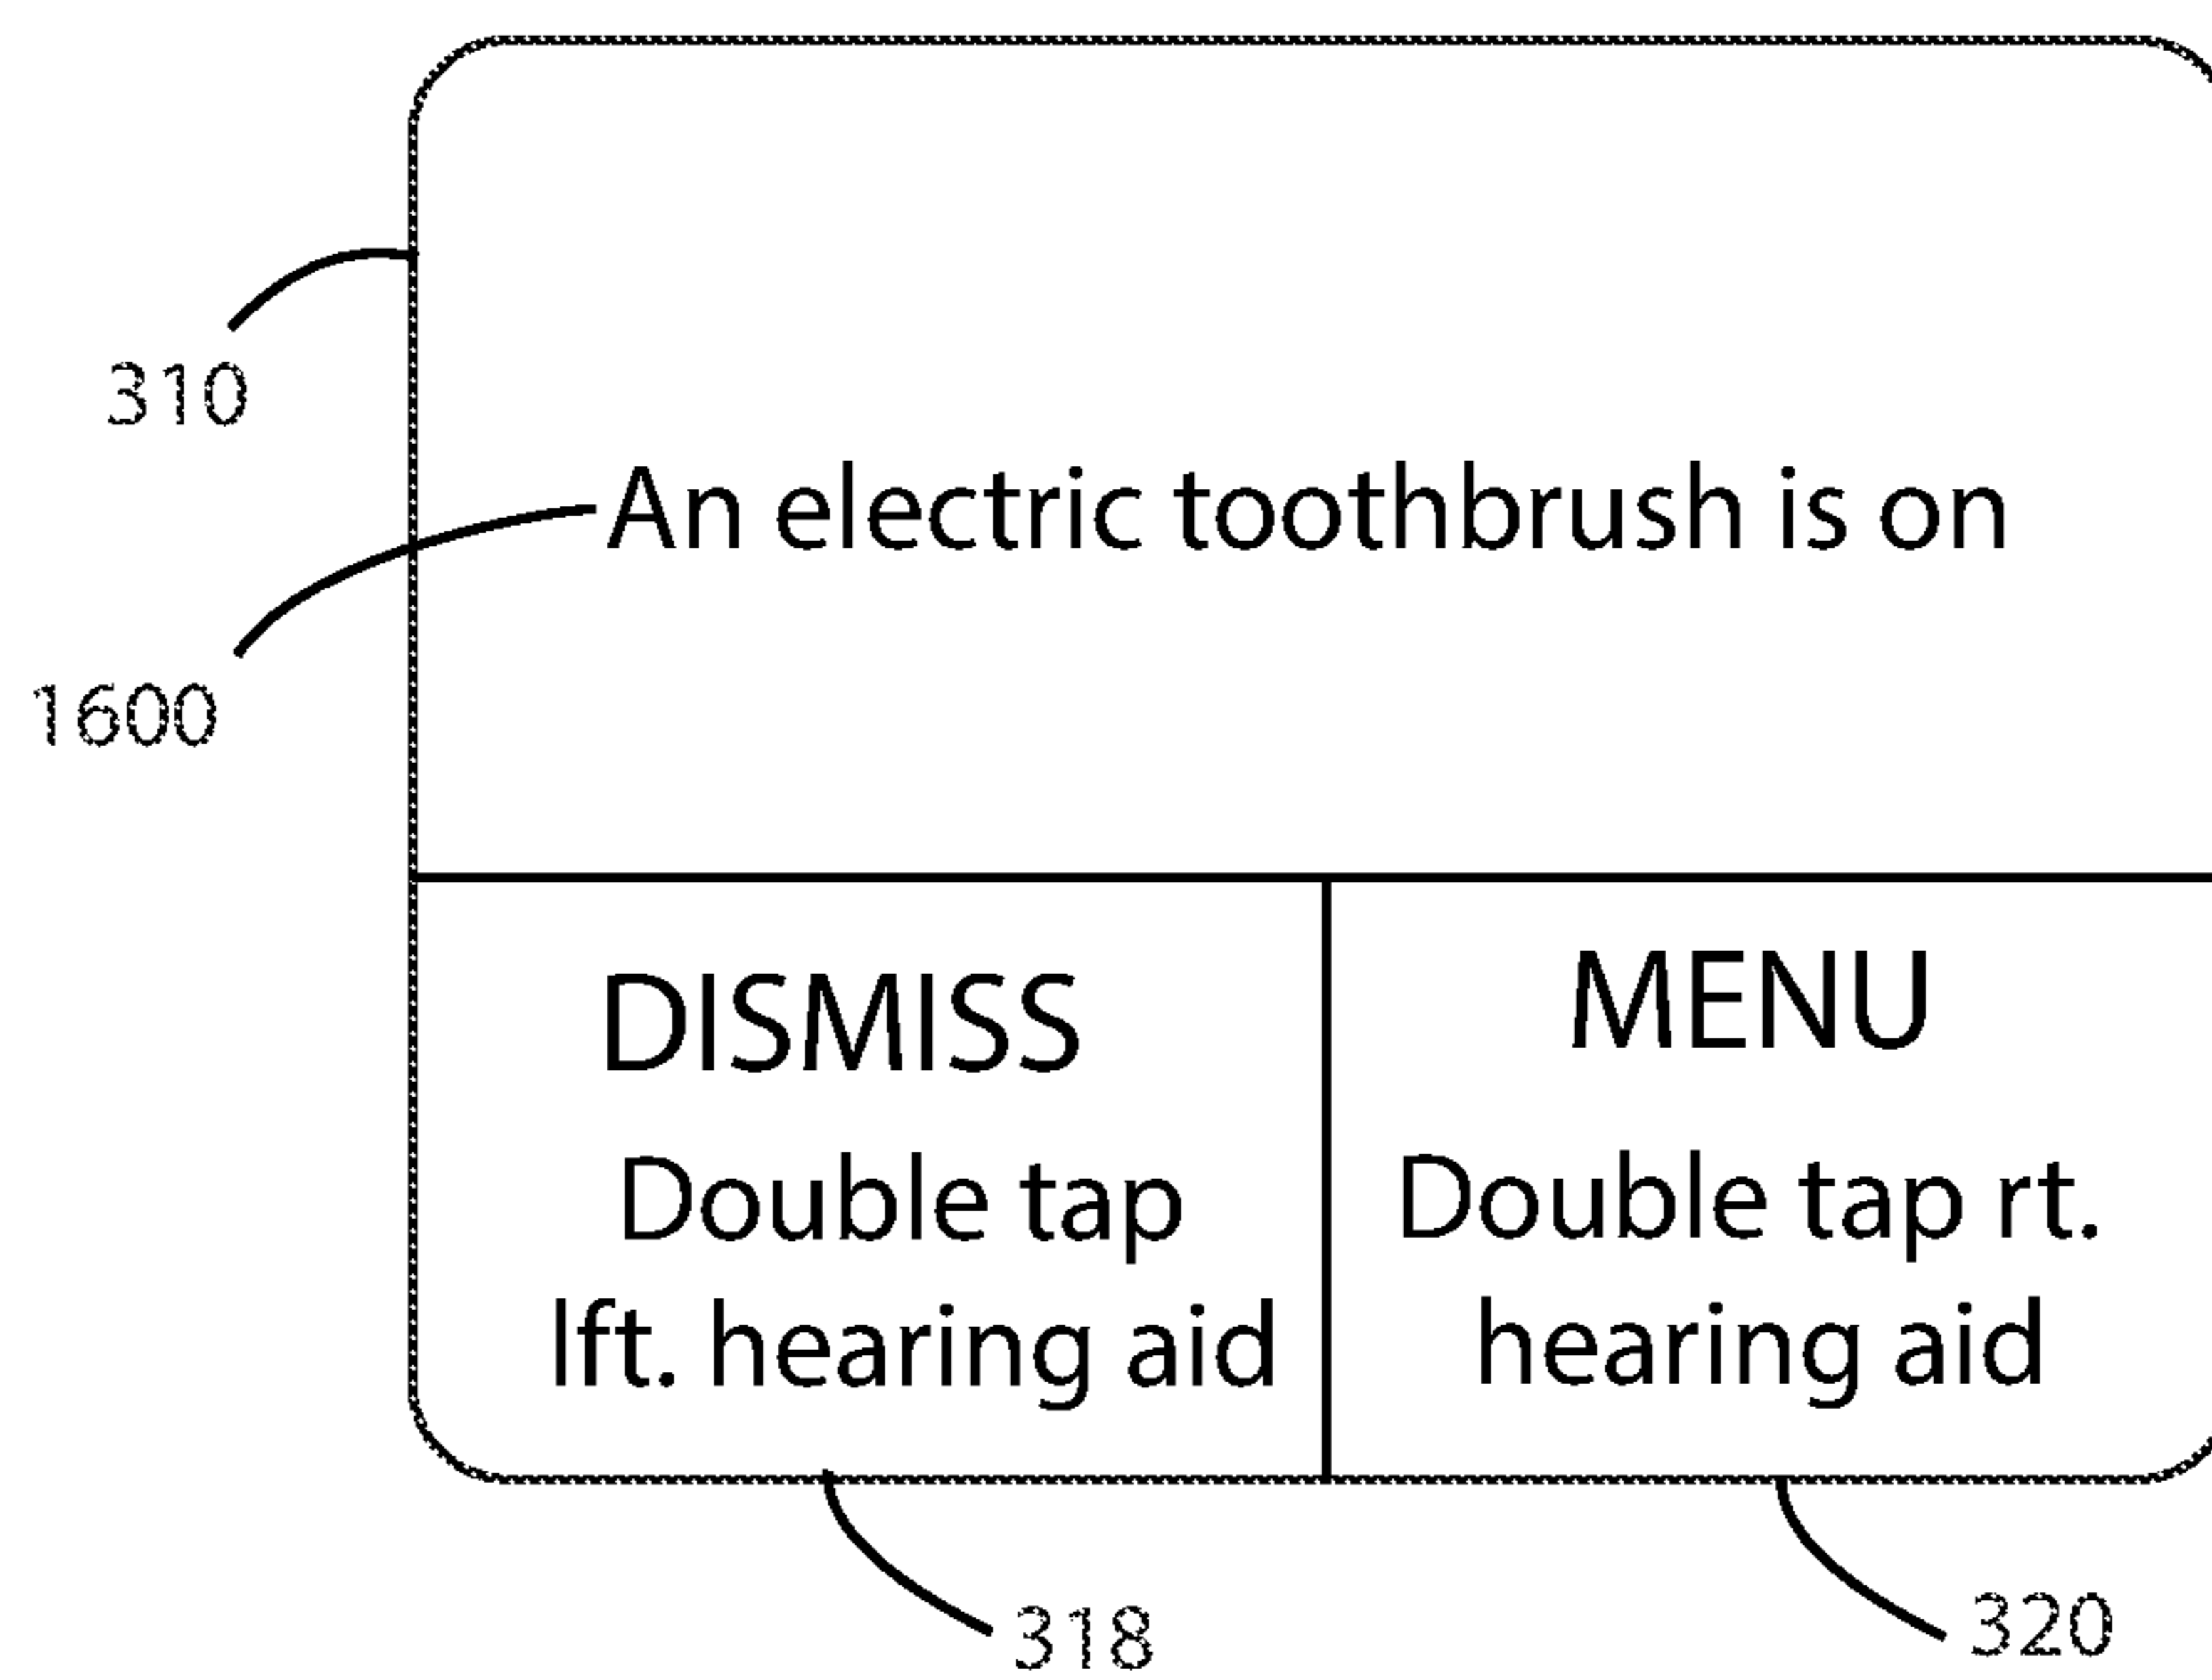 310
An electric toothbrush is on
1600
DISMISS
Double tap
lft. hearing aid
MENU
Double tap rt.
hearing aid
318
320